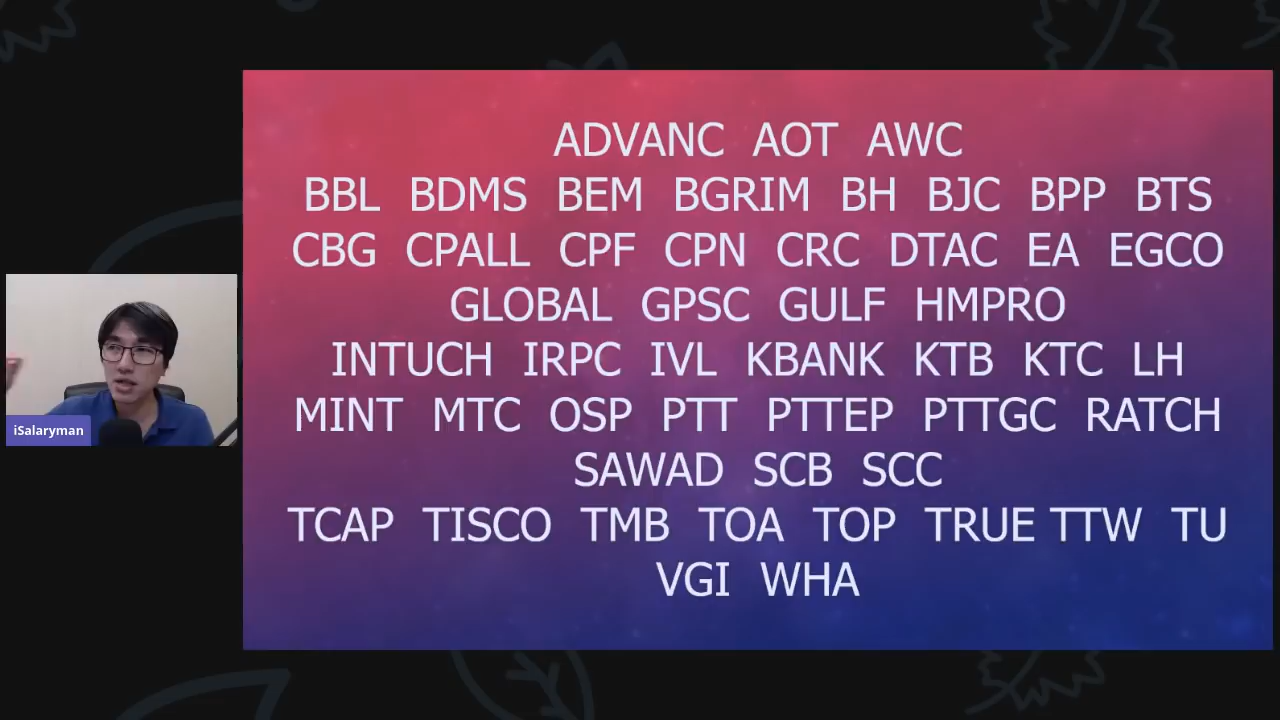 ADVANC AOT AWC
BBL BDMS BEM BGRIM BH BJC BPP BTS
CBG CPALL CPF CPN CRC DTAC EA EGCO
GLOBAL GPSC GULF HMPRO
INTUCH IRPC IVL KBANK KTB KTC LH
MINT MTC OSP PTT PTTEP PTTGC RATCH
SAWAD SCB SCC
TCAP TISCO TMB TOA TOP TRUE TTW TU
VGI WHA
iSalaryman